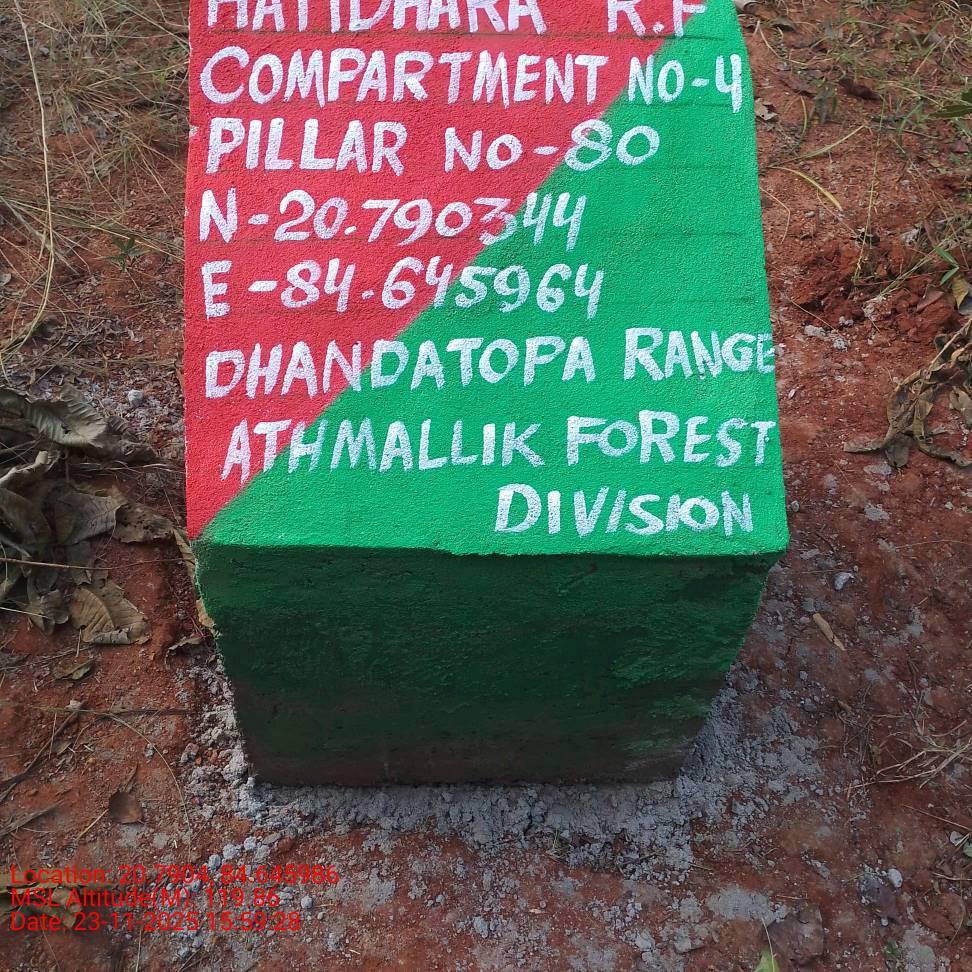 HATIDHARA R.F
COMPARTMENT NO-4
PILLAR NO-80
N-20.790344
E-84.645964
DHANDATOPA RANGE
ATHMALLIK FOREST
DIVISION
Location: 20.7904, 84.645986
MSL Altitude(M): 119.86
Date: 23-11-2025 15:59:28